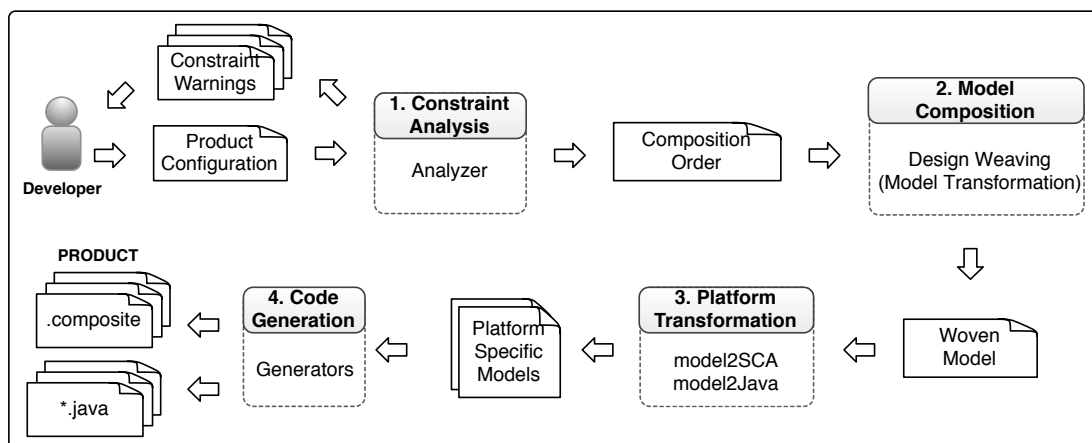 Constraint
Warnings
Developer
Product
Configuration
1. Constraint
Analysis
Analyzer
Composition
Order
2. Model
Composition
Design Weaving
(Model Transformation)
Woven
Model
3. Platform
Transformation
model2SCA
model2Java
Platform
Specific
Models
4. Code
Generation
Generators
PRODUCT
.composite
*.java